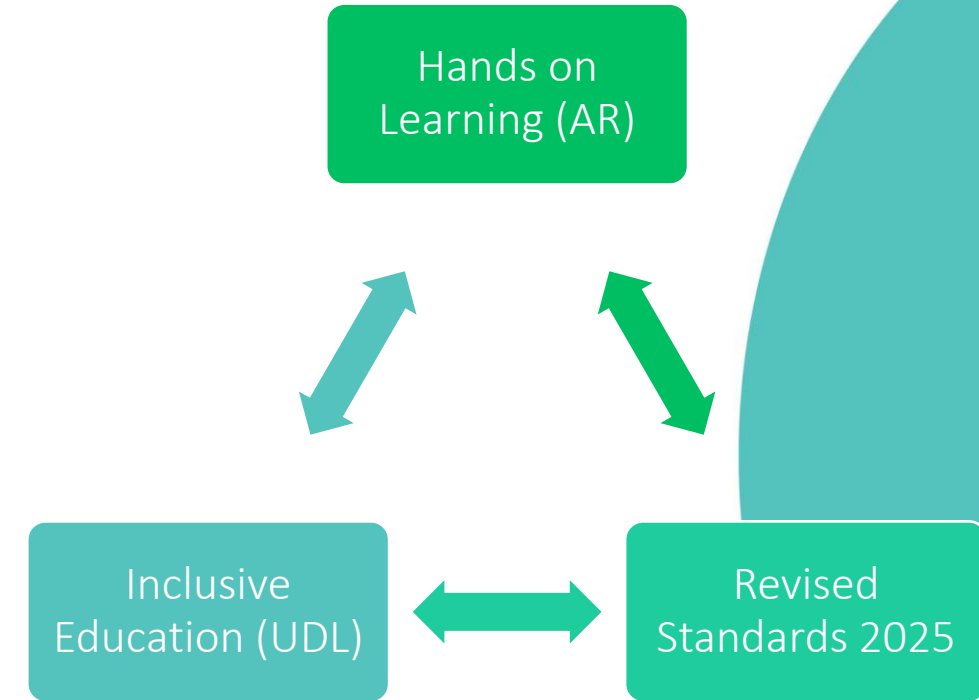 Hands on
Learning (AR)
Inclusive
Education (UDL)
Revised
Standards 2025